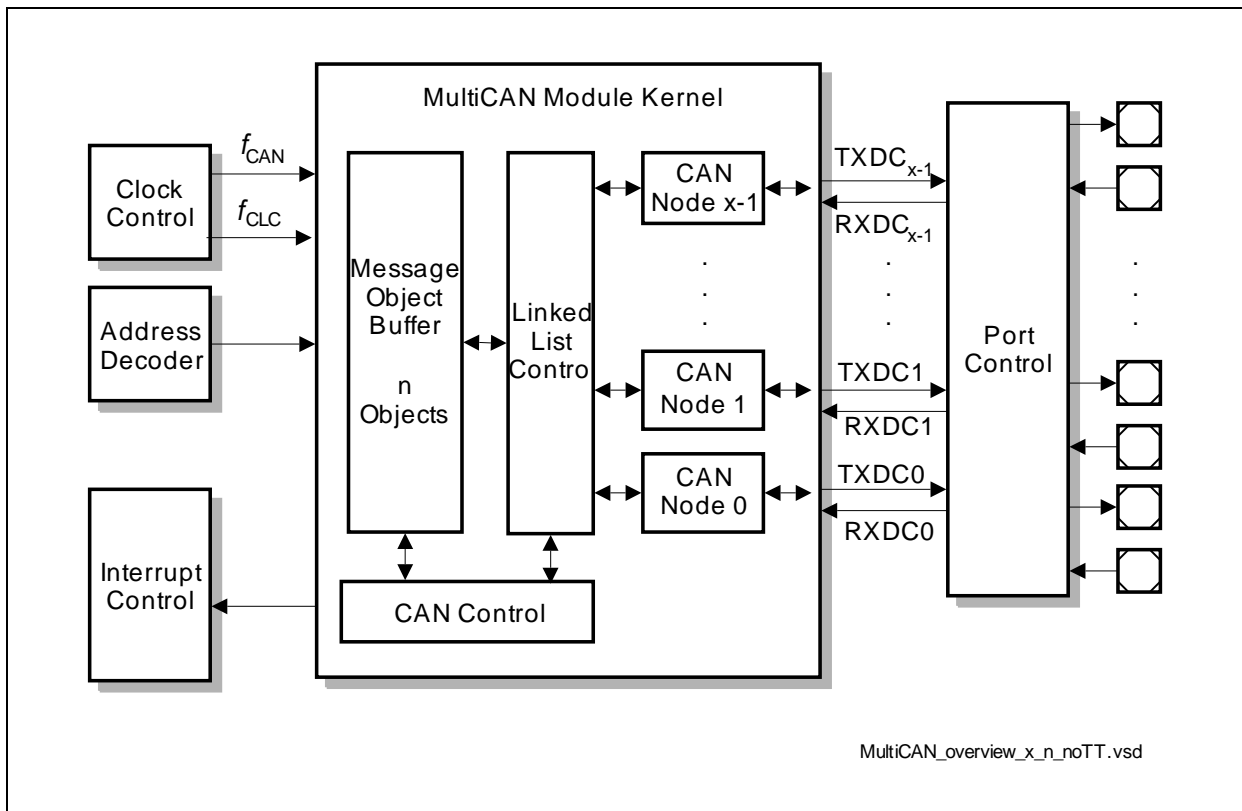 MultiCAN Module Kernel
fCAN
Clock
Control
fCLC
Address
Decoder
Interrupt
Control
Message
Object
Buffer
n
Objects
Linked
List
Control
CAN
Node x-1
.
.
.
CAN
Node 1
CAN
Node 0
CAN Control
TXDCx-1
RXDCx-1
.
.
.
TXDC1
RXDC1
TXDC0
RXDC0
Port
Control
.
.
.
MultiCAN_overview_x_n_noTT.vsd